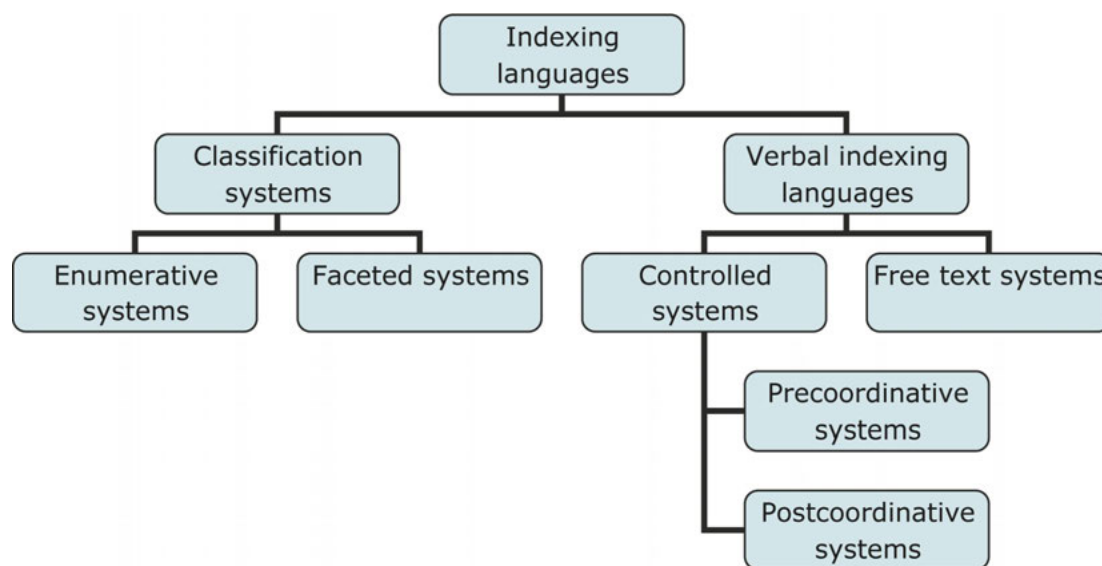 Indexing
languages
Classification
systems
Verbal indexing
languages
Enumerative
systems
Faceted systems
Controlled
systems
Free text systems
Precoordinative
systems
Postcoordinative
systems